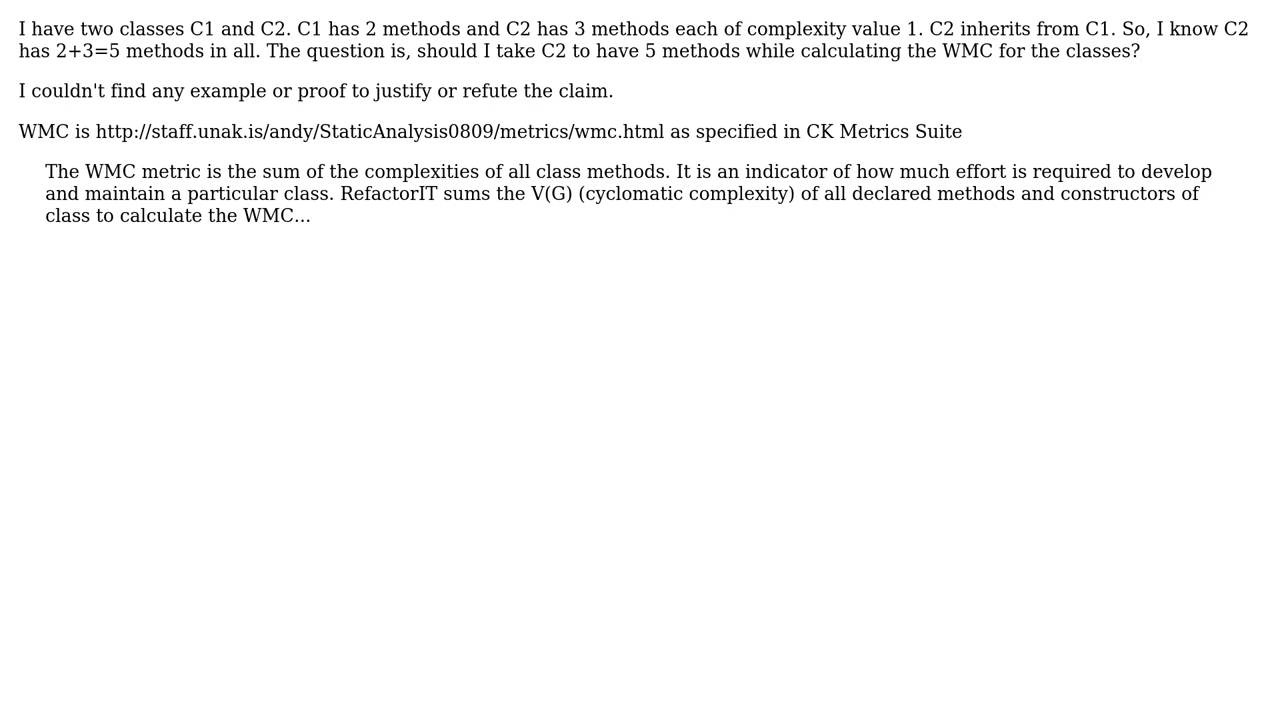 I have two classes C1 and C2. C1 has 2 methods and C2 has 3 methods each of complexity value 1. C2 inherits from C1. So, I know C2
has 2+3=5 methods in all. The question is, should I take C2 to have 5 methods while calculating the WMC for the classes?
I couldn't find any example or proof to justify or refute the claim.
WMC is http://staff.unak.is/andy/StaticAnalysis0809/metrics/wmc.html as specified in CK Metrics Suite
The WMC metric is the sum of the complexities of all class methods. It is an indicator of how much effort is required to develop
and maintain a particular class. RefactorIT sums the V(G) (cyclomatic complexity) of all declared methods and constructors of
class to calculate the WMC...